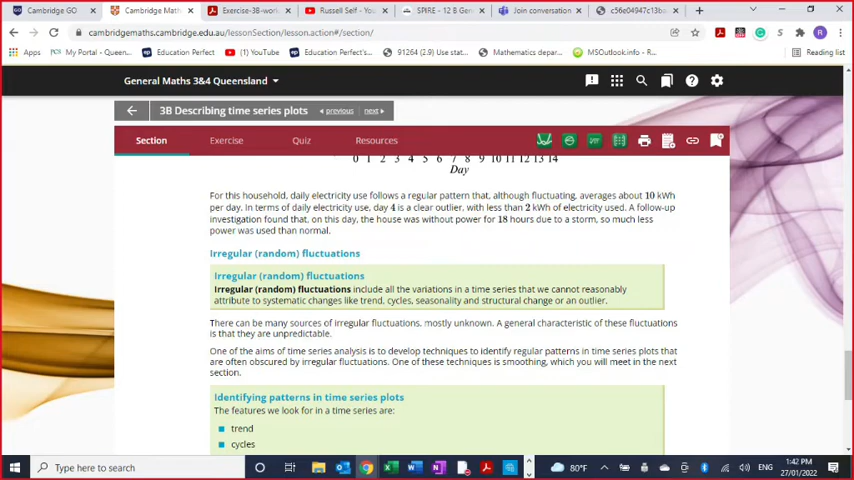 Cambridge GO
Cambridge Math
Exercise-3B-work
Russell Self - You
SPIRE - 12 B Gen
Join conversation
c56e04947c13ba
cambridgemaths.cambridge.edu.au/lessonSection/lesson.action#/section/
Apps
My Portal - Queen...
Education Perfect
(1) YouTube
Education Perfect's...
91264 (2.9) Use stat...
Mathematics depar...
MSOutlook.info - R...
Reading list
General Maths 3&4 Queensland
3B Describing time series plots
previous
next
Section
Exercise
Quiz
Resources
0 1 2 3 4 5 6 7 8 9 10 11 12 13 14
Day
For this household, daily electricity use follows a regular pattern that, although fluctuating, averages about 10 kWh
per day. In terms of daily electricity use, day 4 is a clear outlier, with less than 2 kWh of electricity used. A follow-up
investigation found that, on this day, the house was without power for 18 hours due to a storm, so much less
power was used than normal.
Irregular (random) fluctuations
Irregular (random) fluctuations
Irregular (random) fluctuations include all the variations in a time series that we cannot reasonably
attribute to systematic changes like trend, cycles, seasonality and structural change or an outlier.
There can be many sources of irregular fluctuations, mostly unknown. A general characteristic of these fluctuations
is that they are unpredictable.
One of the aims of time series analysis is to develop techniques to identify regular patterns in time series plots that
are often obscured by irregular fluctuations. One of these techniques is smoothing, which you will meet in the next
section.
Identifying patterns in time series plots
The features we look for in a time series are:
trend
cycles
Type here to search
80°F
ENG
1:42 PM
27/01/2022